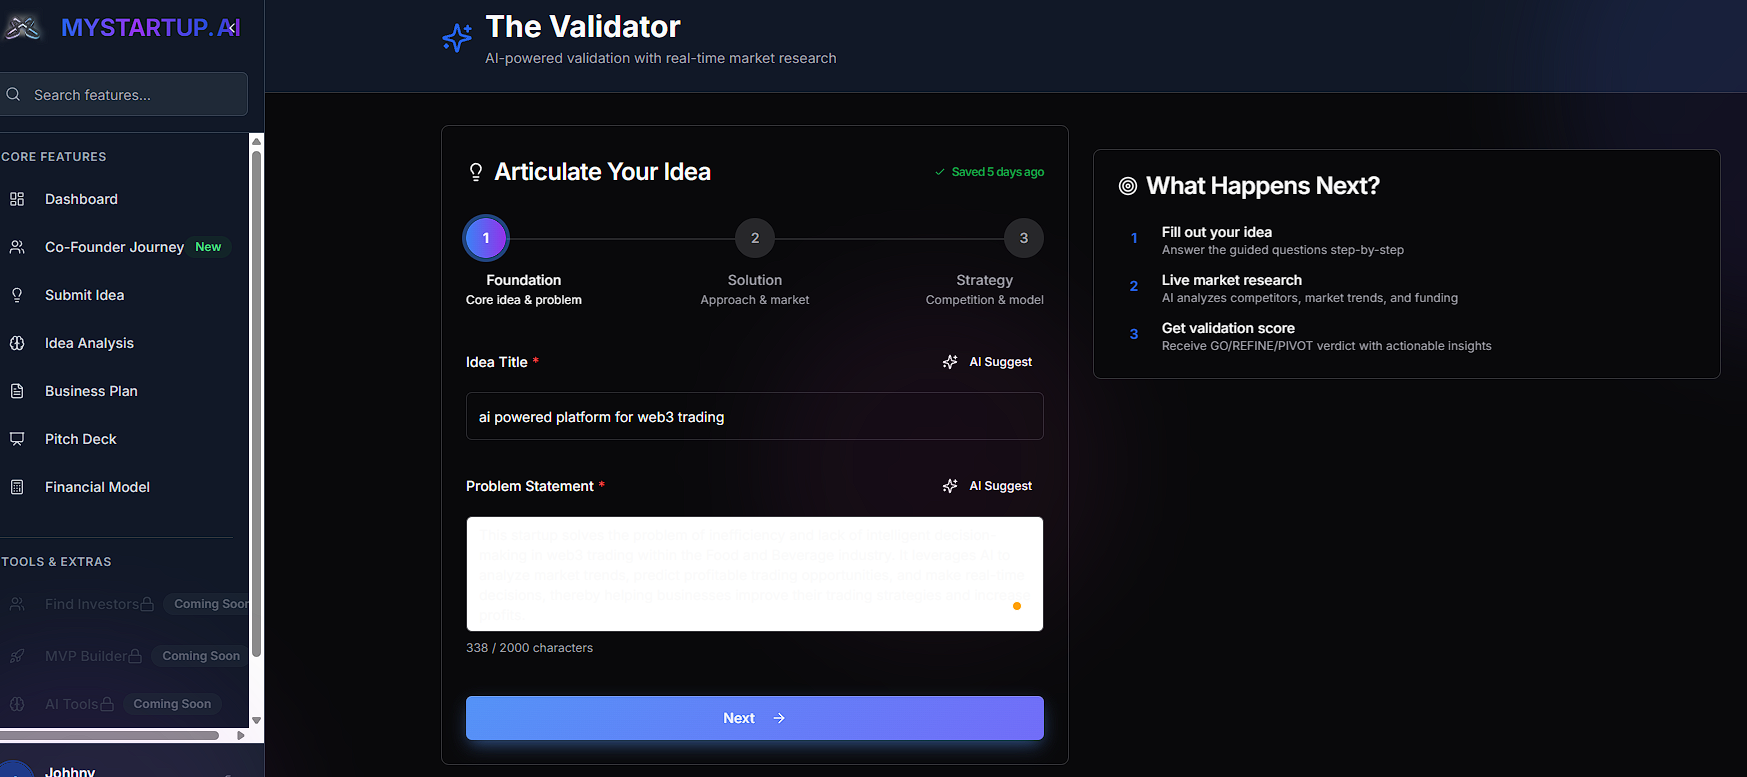 MYSTARTUP.AI
Search features...
CORE FEATURES
Dashboard
Co-Founder Journey New
Submit Idea
Idea Analysis
Business Plan
Pitch Deck
Financial Model
TOOLS & EXTRAS
Find Investors Coming Soon
MVP Builder Coming Soon
AI Tools Coming Soon
Johhny
The Validator
AI-powered validation with real-time market research
Articulate Your Idea
Saved 5 days ago
1 2 3
Foundation Solution Strategy
Core idea & problem Approach & market Competition & model
Idea Title * AI Suggest
ai powered platform for web3 trading
Problem Statement * AI Suggest
This startup solves the problem of inefficiency and lack of intelligent decision-
making in web3 trading within the Food and Beverage industry. It leverages AI to
analyze market trends, predict profitable trading opportunities, and make real-time
decisions, thereby helping businesses improve their trading strategies and increase
profits.
338 / 2000 characters
Next
What Happens Next?
1 Fill out your idea
Answer the guided questions step-by-step
2 Live market research
AI analyzes competitors, market trends, and funding
3 Get validation score
Receive GO/REFINE/PIVOT verdict with actionable insights